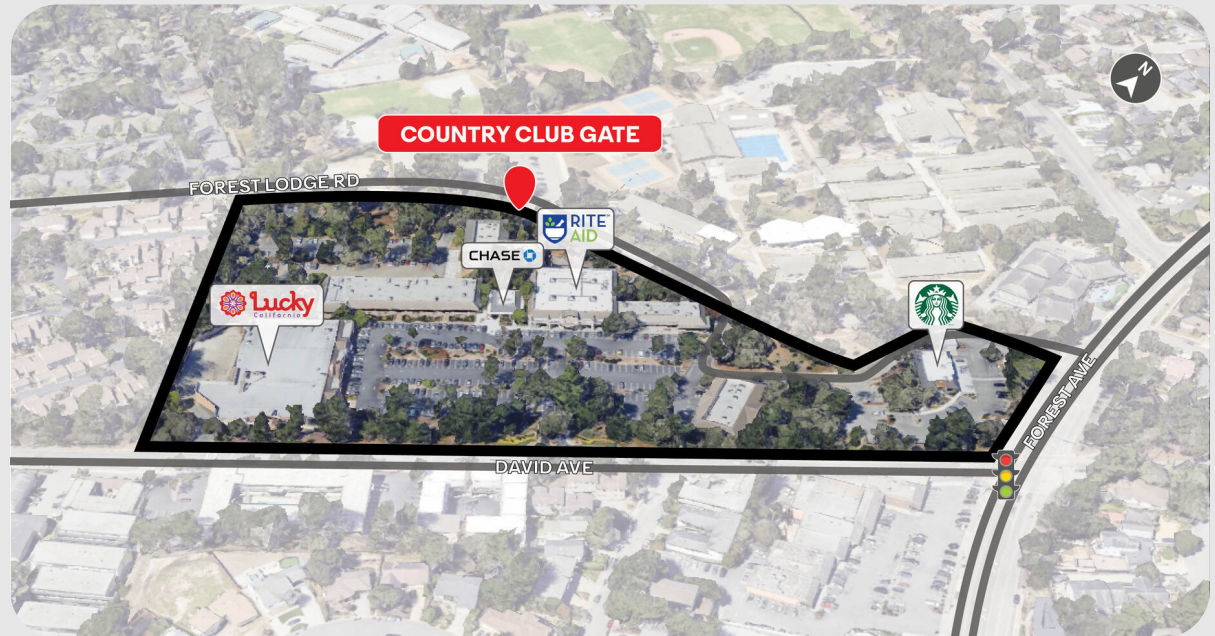 N
COUNTRY CLUB GATE
FOREST LODGE RD
RITE
AID
CHASE
Lucky
California
FOREST AVE
DAVID AVE